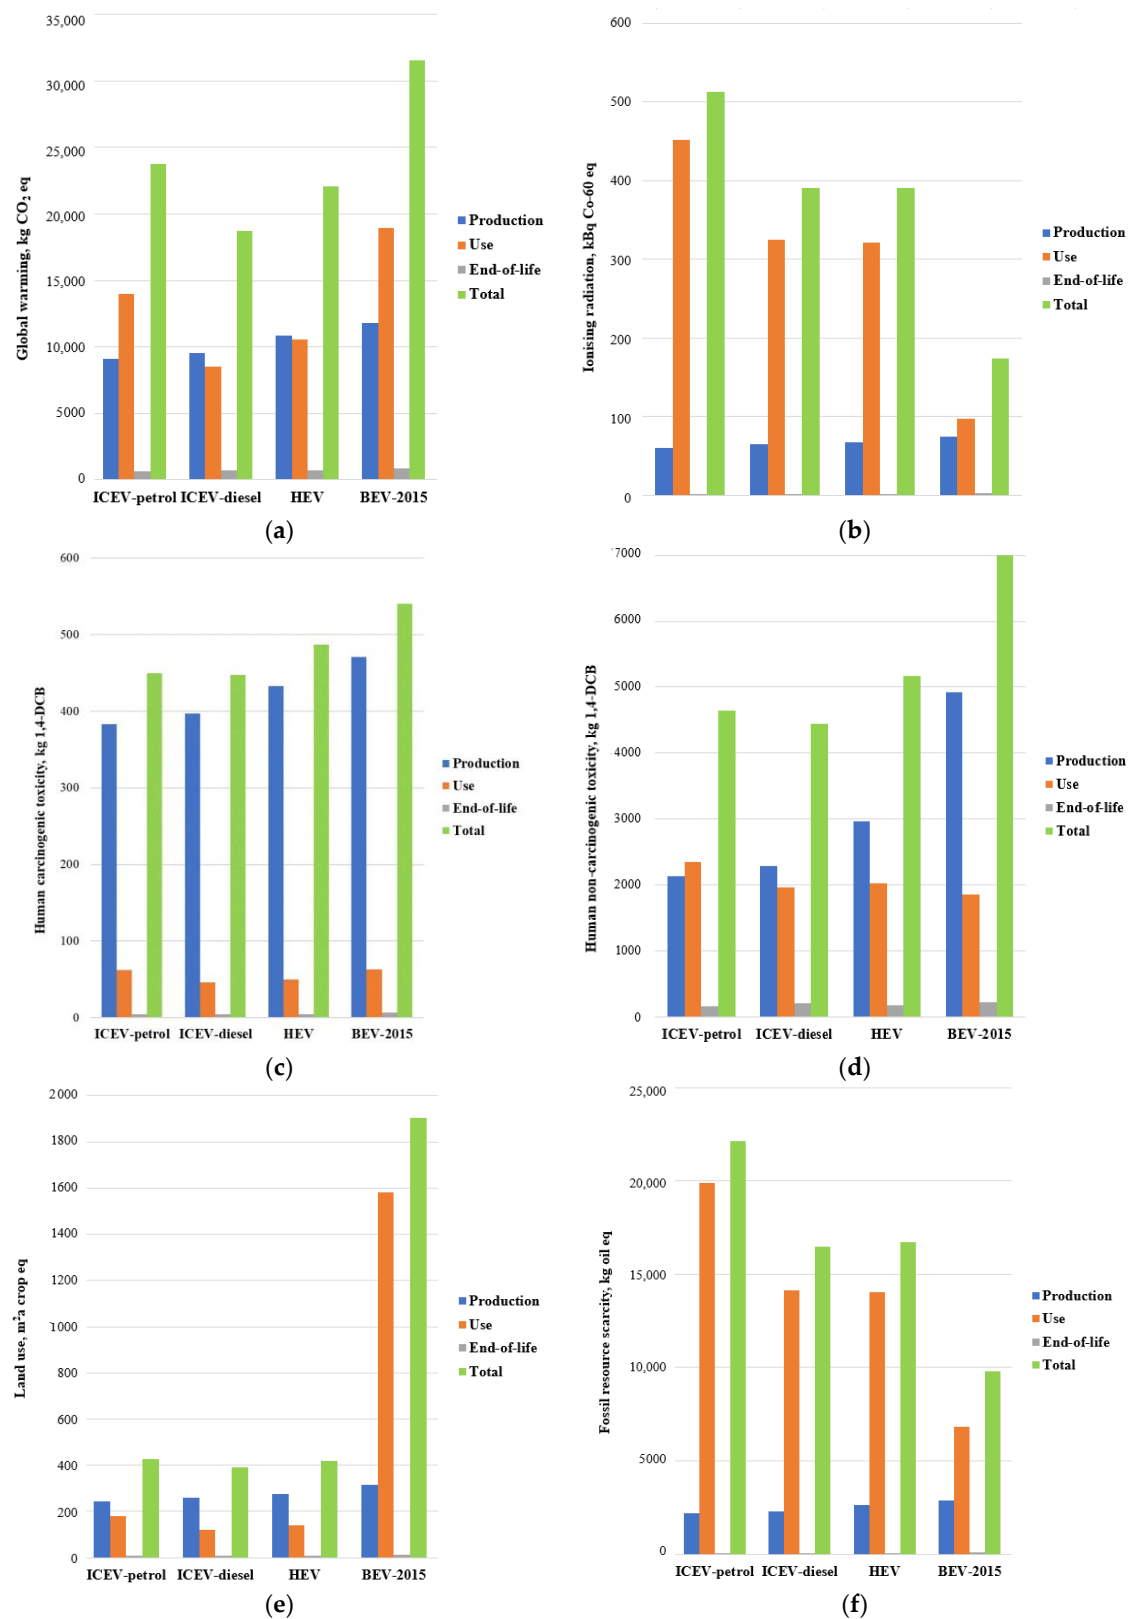 35,000
30,000
25,000
20,000
15,000
10,000
5000
0
Global warming, kg CO₂ eq
ICEV-petrol ICEV-diesel HEV BEV-2015
Production
Use
End-of-life
Total
(a)
600
500
400
300
200
100
0
Ionising radiation, kBq Co-60 eq
Production
Use
End-of-life
Total
(b)
600
500
400
300
200
100
0
Human carcinogenic toxicity, kg 1,4-DCB
ICEV-petrol ICEV-diesel HEV BEV-2015
Production
Use
End-of-life
Total
(c)
7000
6000
5000
4000
3000
2000
1000
0
Human non-carcinogenic toxicity, kg 1,4-DCB
ICEV-petrol ICEV-diesel HEV BEV-2015
Production
Use
End-of-life
Total
(d)
2000
1800
1600
1400
1200
1000
800
600
400
200
0
Land use, m²a crop eq
ICEV-petrol ICEV-diesel HEV BEV-2015
Production
Use
End-of-life
Total
(e)
25,000
20,000
15,000
10,000
5000
0
Fossil resource scarcity, kg oil eq
ICEV-petrol ICEV-diesel HEV BEV-2015
Production
Use
End-of-life
Total
(f)